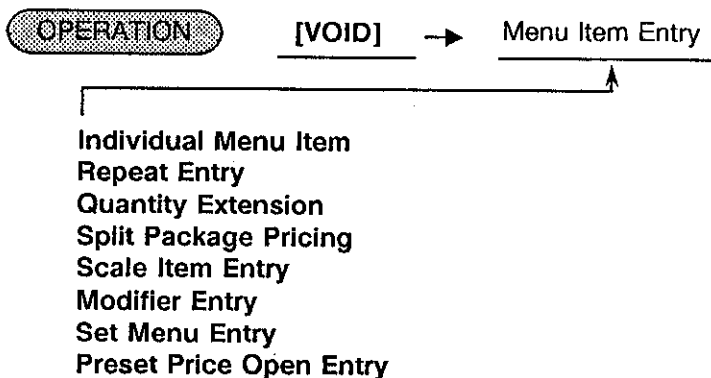 OPERATION [VOID] → Menu Item Entry
Individual Menu Item
Repeat Entry
Quantity Extension
Split Package Pricing
Scale Item Entry
Modifier Entry
Set Menu Entry
Preset Price Open Entry